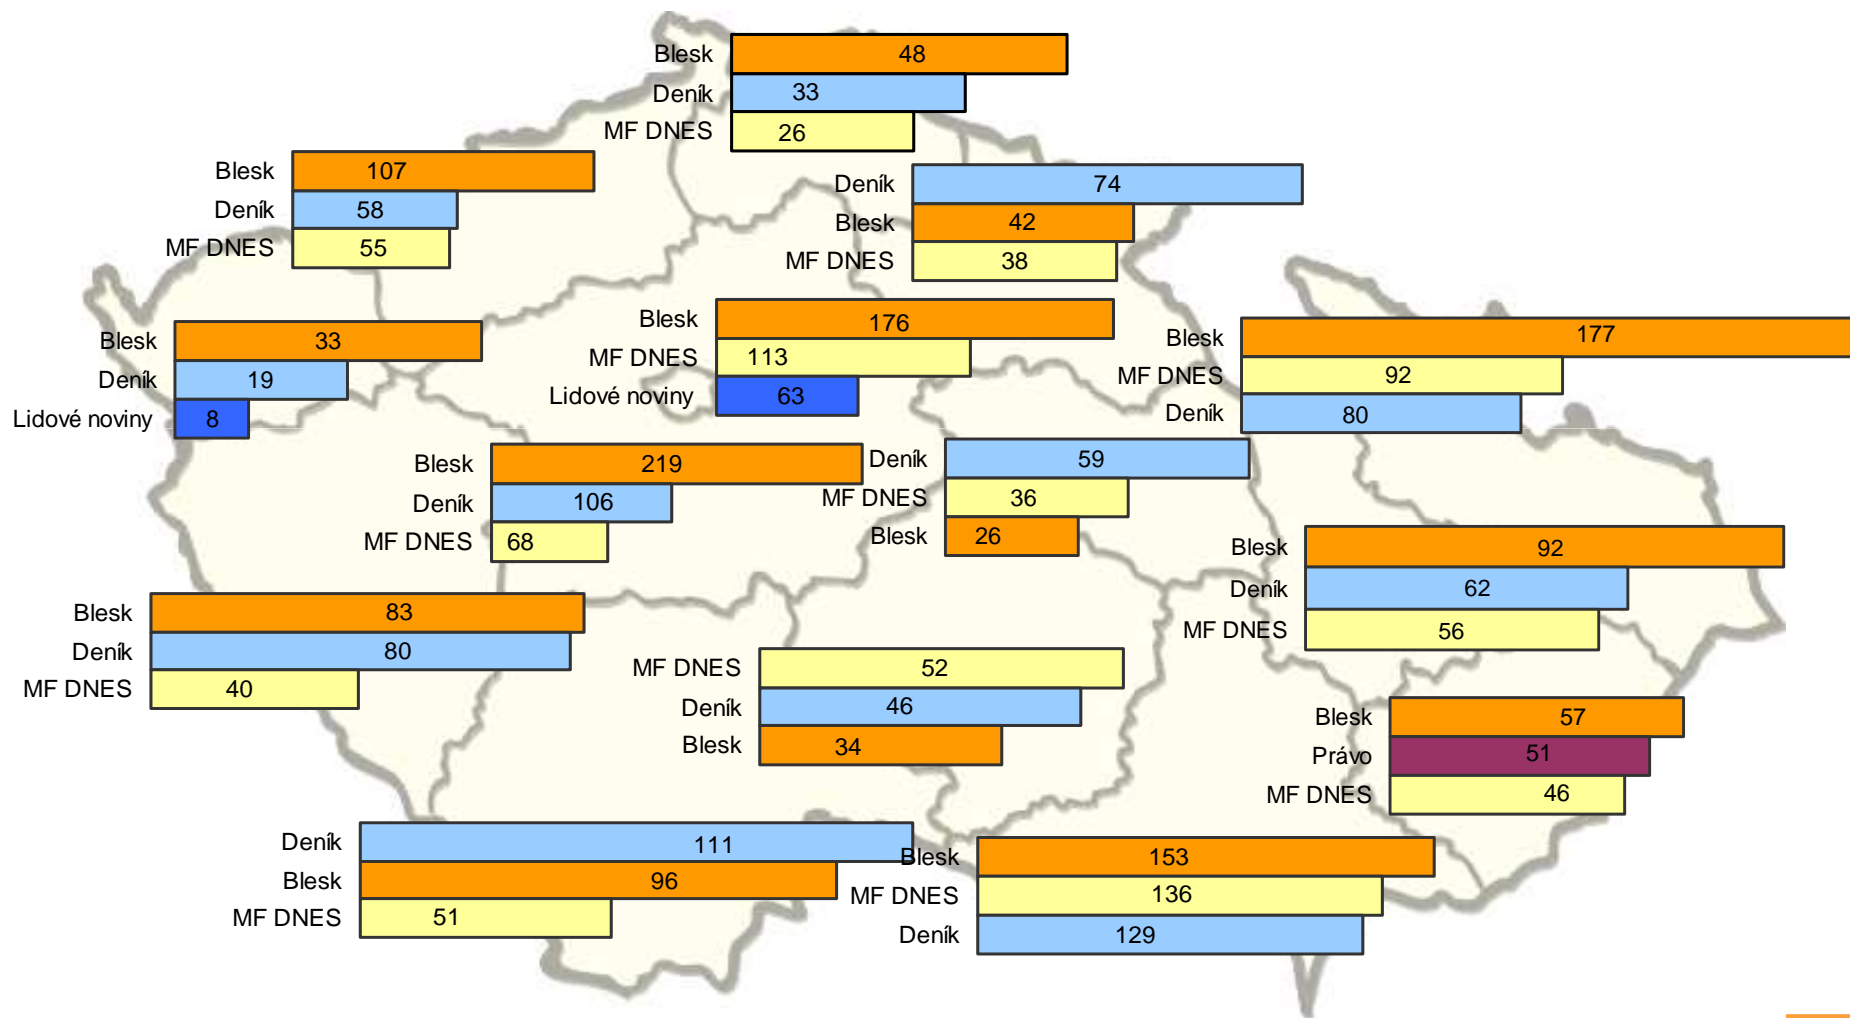 Blesk 48
Deník 33
MF DNES 26
Blesk 107
Deník 58
MF DNES 55
Deník 74
Blesk 42
MF DNES 38
Blesk 33
Deník 19
Lidové noviny 8
Blesk 176
MF DNES 113
Lidové noviny 63
Blesk 177
MF DNES 92
Deník 80
Blesk 219
Deník 106
MF DNES 68
Deník 59
MF DNES 36
Blesk 26
Blesk 92
Deník 62
MF DNES 56
Blesk 83
Deník 80
MF DNES 40
MF DNES 52
Deník 46
Blesk 34
Blesk 57
Právo 51
MF DNES 46
Deník 111
Blesk 96
MF DNES 51
Blesk 153
MF DNES 136
Deník 129